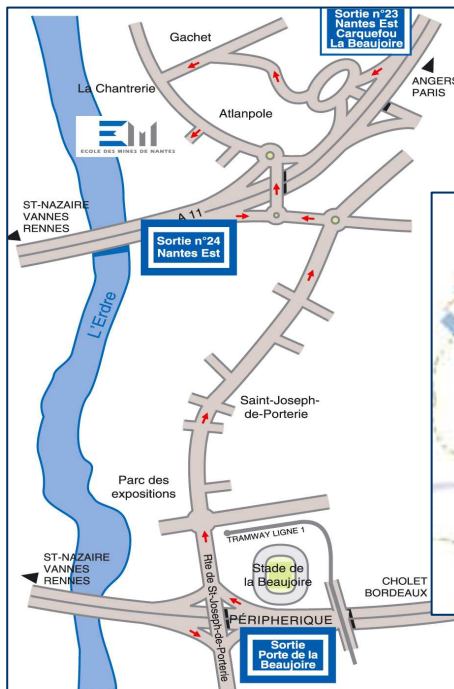 Sortie n°23
Nantes Est
Carquefou
La Beaujoire
Gachet
ANGERS
PARIS
La Chantrerie
Atlanpole
EM
ECOLE DES MINES DE NANTES
ST-NAZAIRE
VANNES
RENNES
A 11
Sortie n°24
Nantes Est
L'Erdre
Saint-Joseph-
de-Porterie
Parc des
expositions
TRAMWAY LIGNE 1
ST-NAZAIRE
VANNES
RENNES
Rte de St-Joseph-de-Porterie
Stade de
la Beaujoire
CHOLET
BORDEAUX
PÉRIPHERIQUE
Sortie
Porte de la
Beaujoire